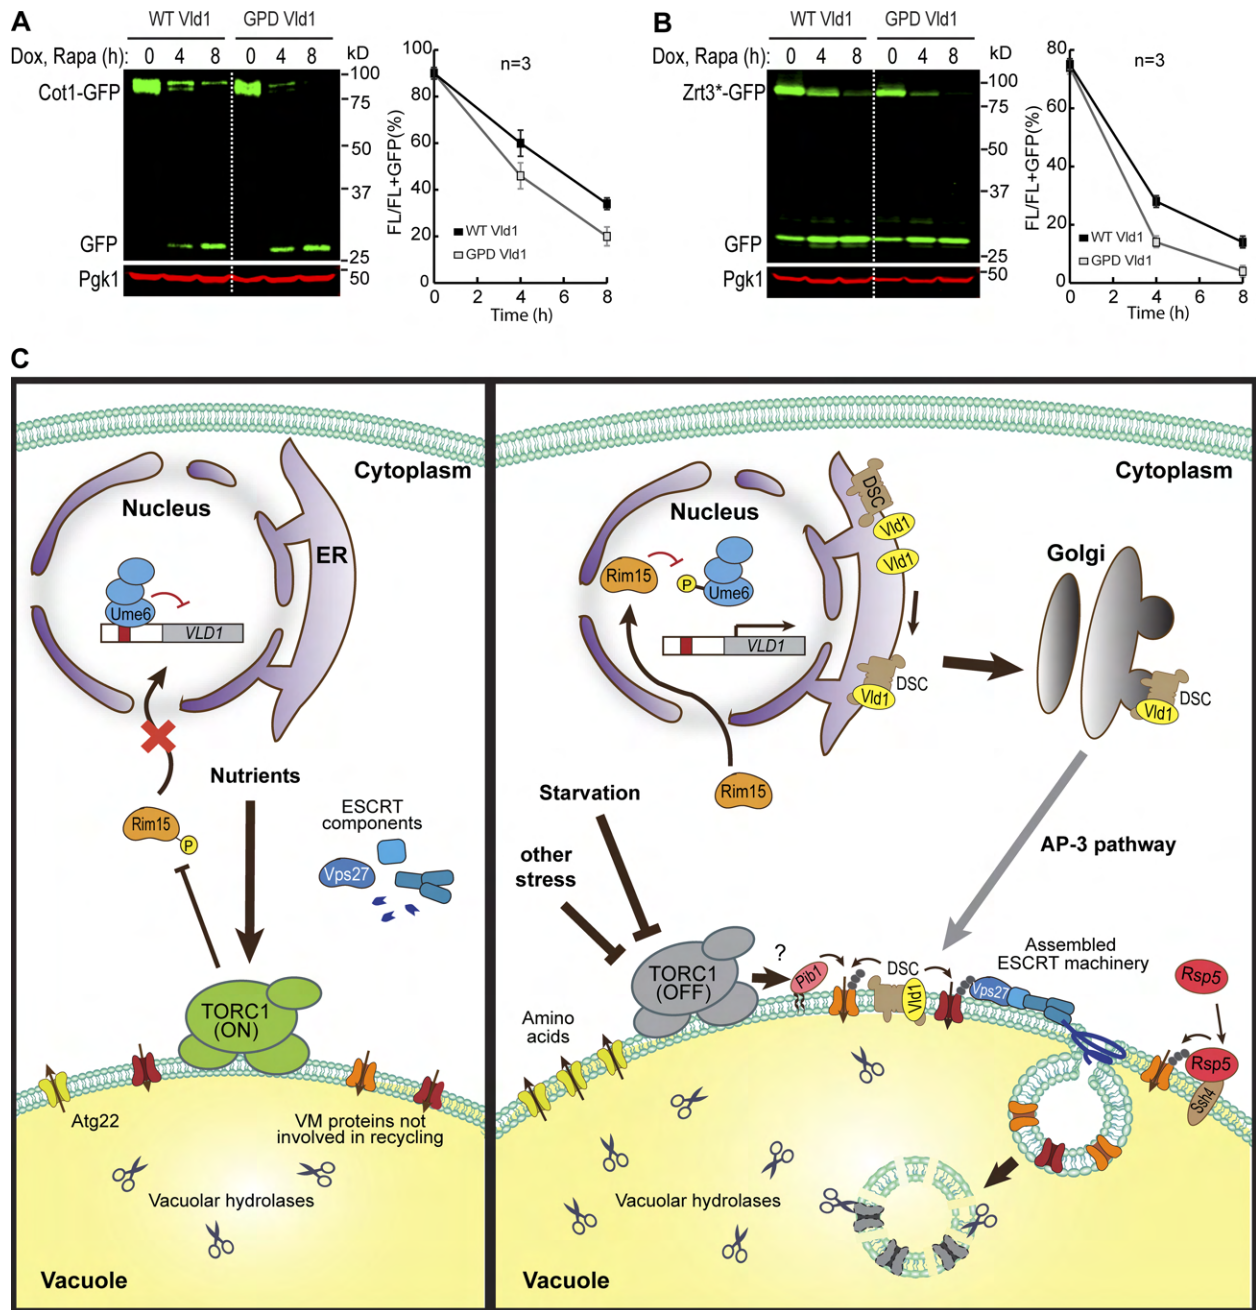 A
WT Vld1
GPD Vld1
Dox, Rapa (h): 0 4 8 0 4 8 kD
Cot1-GFP
100
75
50
37
GFP
25
Pgk1
50
n=3
FL/FL+GFP(%)
100
80
60
40
20
0
WT Vld1
GPD Vld1
0 4 8
Time (h)
B
WT Vld1
GPD Vld1
Dox, Rapa (h): 0 4 8 0 4 8 kD
Zrt3*-GFP
100
75
50
37
GFP
25
Pgk1
50
n=3
FL/FL+GFP(%)
80
60
40
20
0
WT Vld1
GPD Vld1
0 4 8
Time (h)
C
Cytoplasm
Nucleus
ER
Ume6
VLD1
Nutrients
Rim15
P
ESCRT
components
Vps27
TORC1
(ON)
Atg22
VM proteins not
involved in recycling
Vacuolar hydrolases
Vacuole
Cytoplasm
Nucleus
DSC
Vld1
Vld1
Rim15
P
Ume6
VLD1
DSC
Vld1
Golgi
DSC
Vld1
Rim15
Starvation
other
stress
AP-3 pathway
TORC1
(OFF)
?
Pib1
DSC
Vld1
Assembled
ESCRT machinery
Vps27
Rsp5
Rsp5
Ssh4
Amino
acids
Vacuolar hydrolases
Vacuole